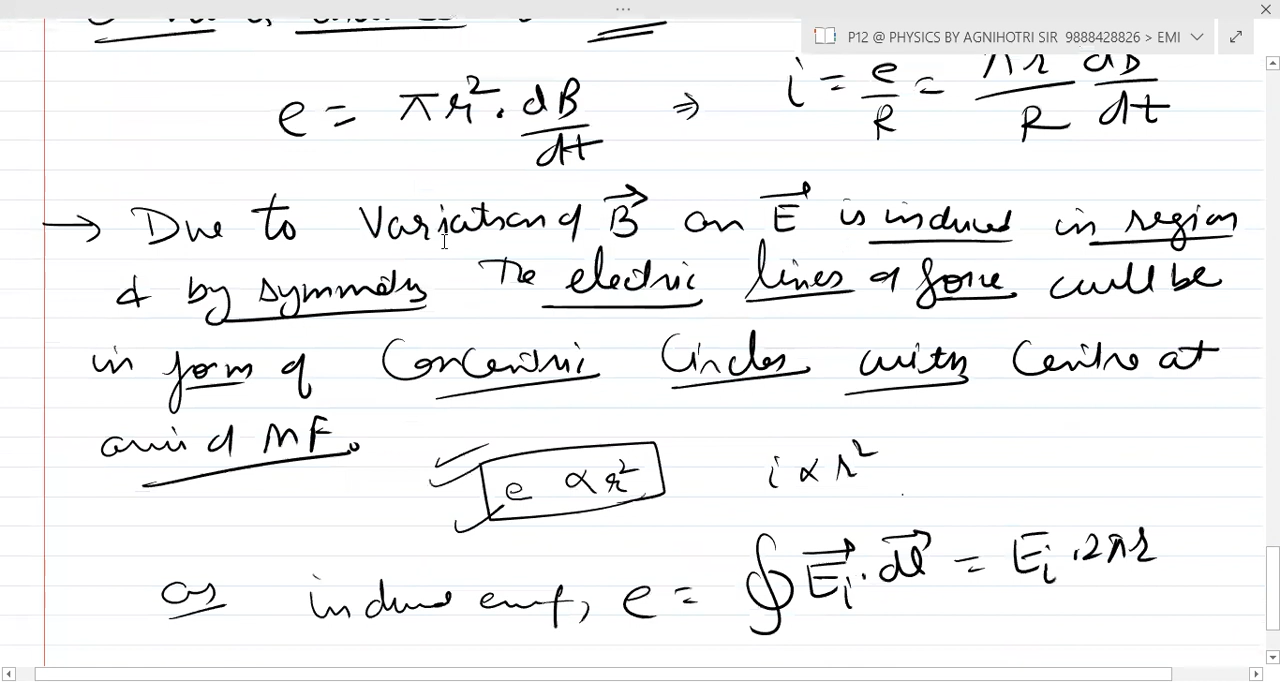 P12 @ PHYSICS BY AGNIHOTRI SIR 9888428826 > EMI
e = πr². dB/dt ⇒ i = e/R = πr²/R dB/dt
→ Due to Variation of B⃗ an E⃗ is induced in region
& by symmetry The electric lines of force will be
in form of Concentric Circles with Centre at
axis of MF.
e ∝ r² i ∝ r²
as induced emf, e = ∮ E⃗i . dl⃗ = Ei . 2πr